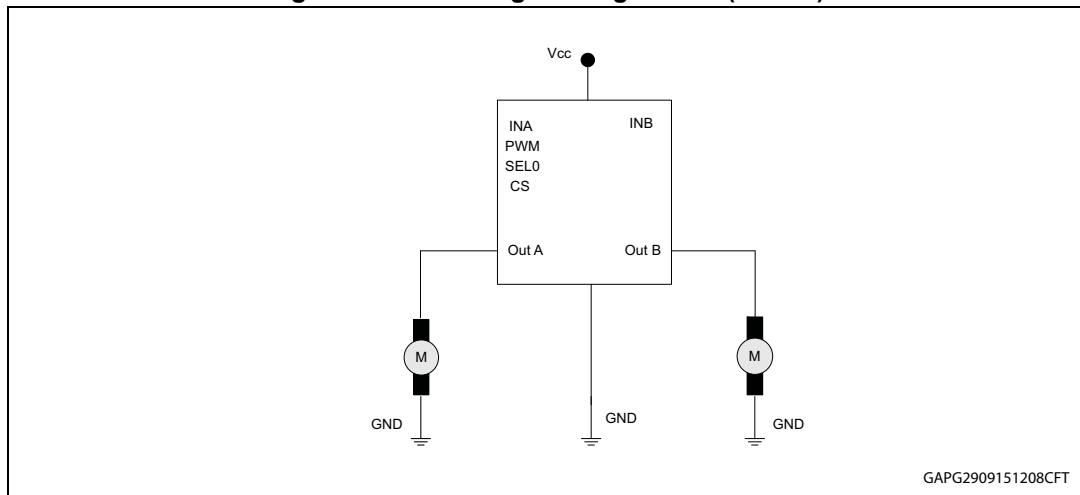 Vcc
INA
INB
PWM
SEL0
CS
Out A
Out B
M
M
GND
GND
GND
GAPG2909151208CFT